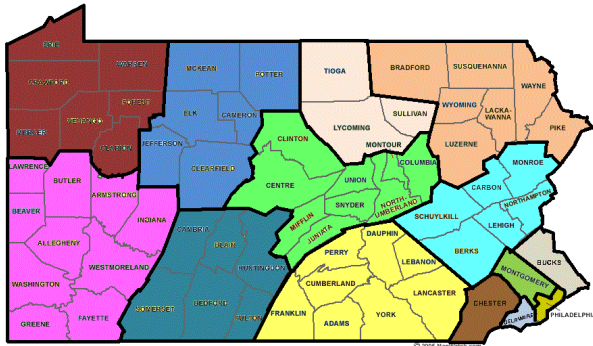 ERIE
WARREN
CRAWFORD
FOREST
VENANGO
MERCER
CLARION
MCKEAN
POTTER
ELK
CAMERON
JEFFERSON
CLEARFIELD
TIOGA
SULLIVAN
LYCOMING
BRADFORD
SUSQUEHANNA
WAYNE
WYOMING
LACKA-
WANNA
PIKE
LUZERNE
CLINTON
MONTOUR
COLUMBIA
CENTRE
UNION
SNYDER
NORTH-
UMBERLAND
MIFFLIN
JUNIATA
MONROE
CARBON
NORTHAMPTON
SCHUYLKILL
LEHIGH
BERKS
LAWRENCE
BUTLER
ARMSTRONG
BEAVER
INDIANA
ALLEGHENY
WESTMORELAND
WASHINGTON
GREENE
FAYETTE
CAMBRIA
BLAIR
HUNTINGDON
SOMERSET
BEDFORD
FULTON
DAUPHIN
PERRY
LEBANON
CUMBERLAND
LANCASTER
FRANKLIN
ADAMS
YORK
BUCKS
MONTGOMERY
CHESTER
DELAWARE
PHILADELPHI